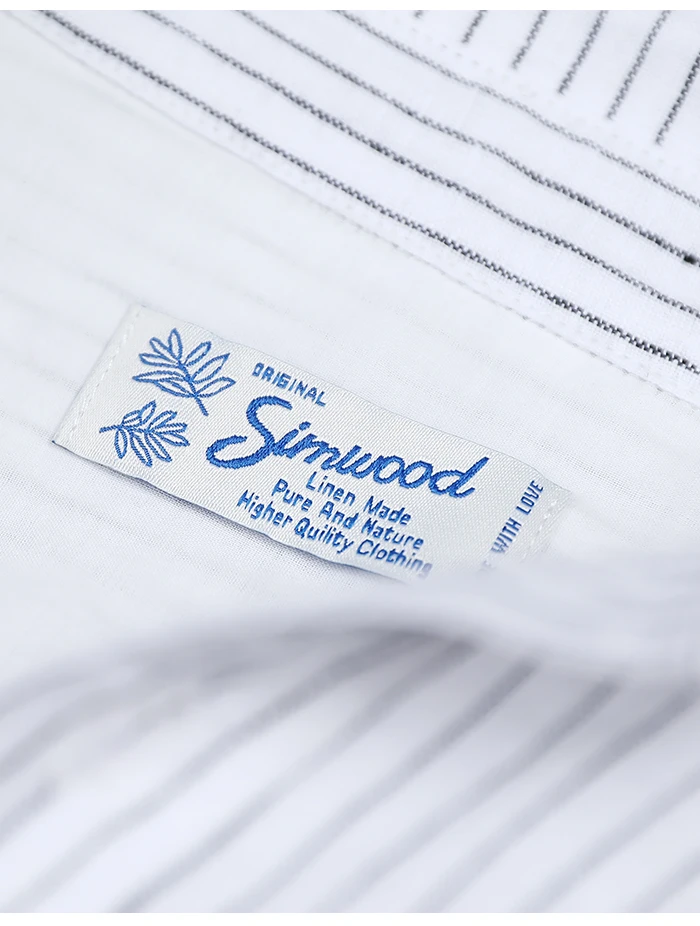 ORIGINAL
Simwood
Linen Made
Pure And Nature
Higher Quility Clothing
WITH LOVE